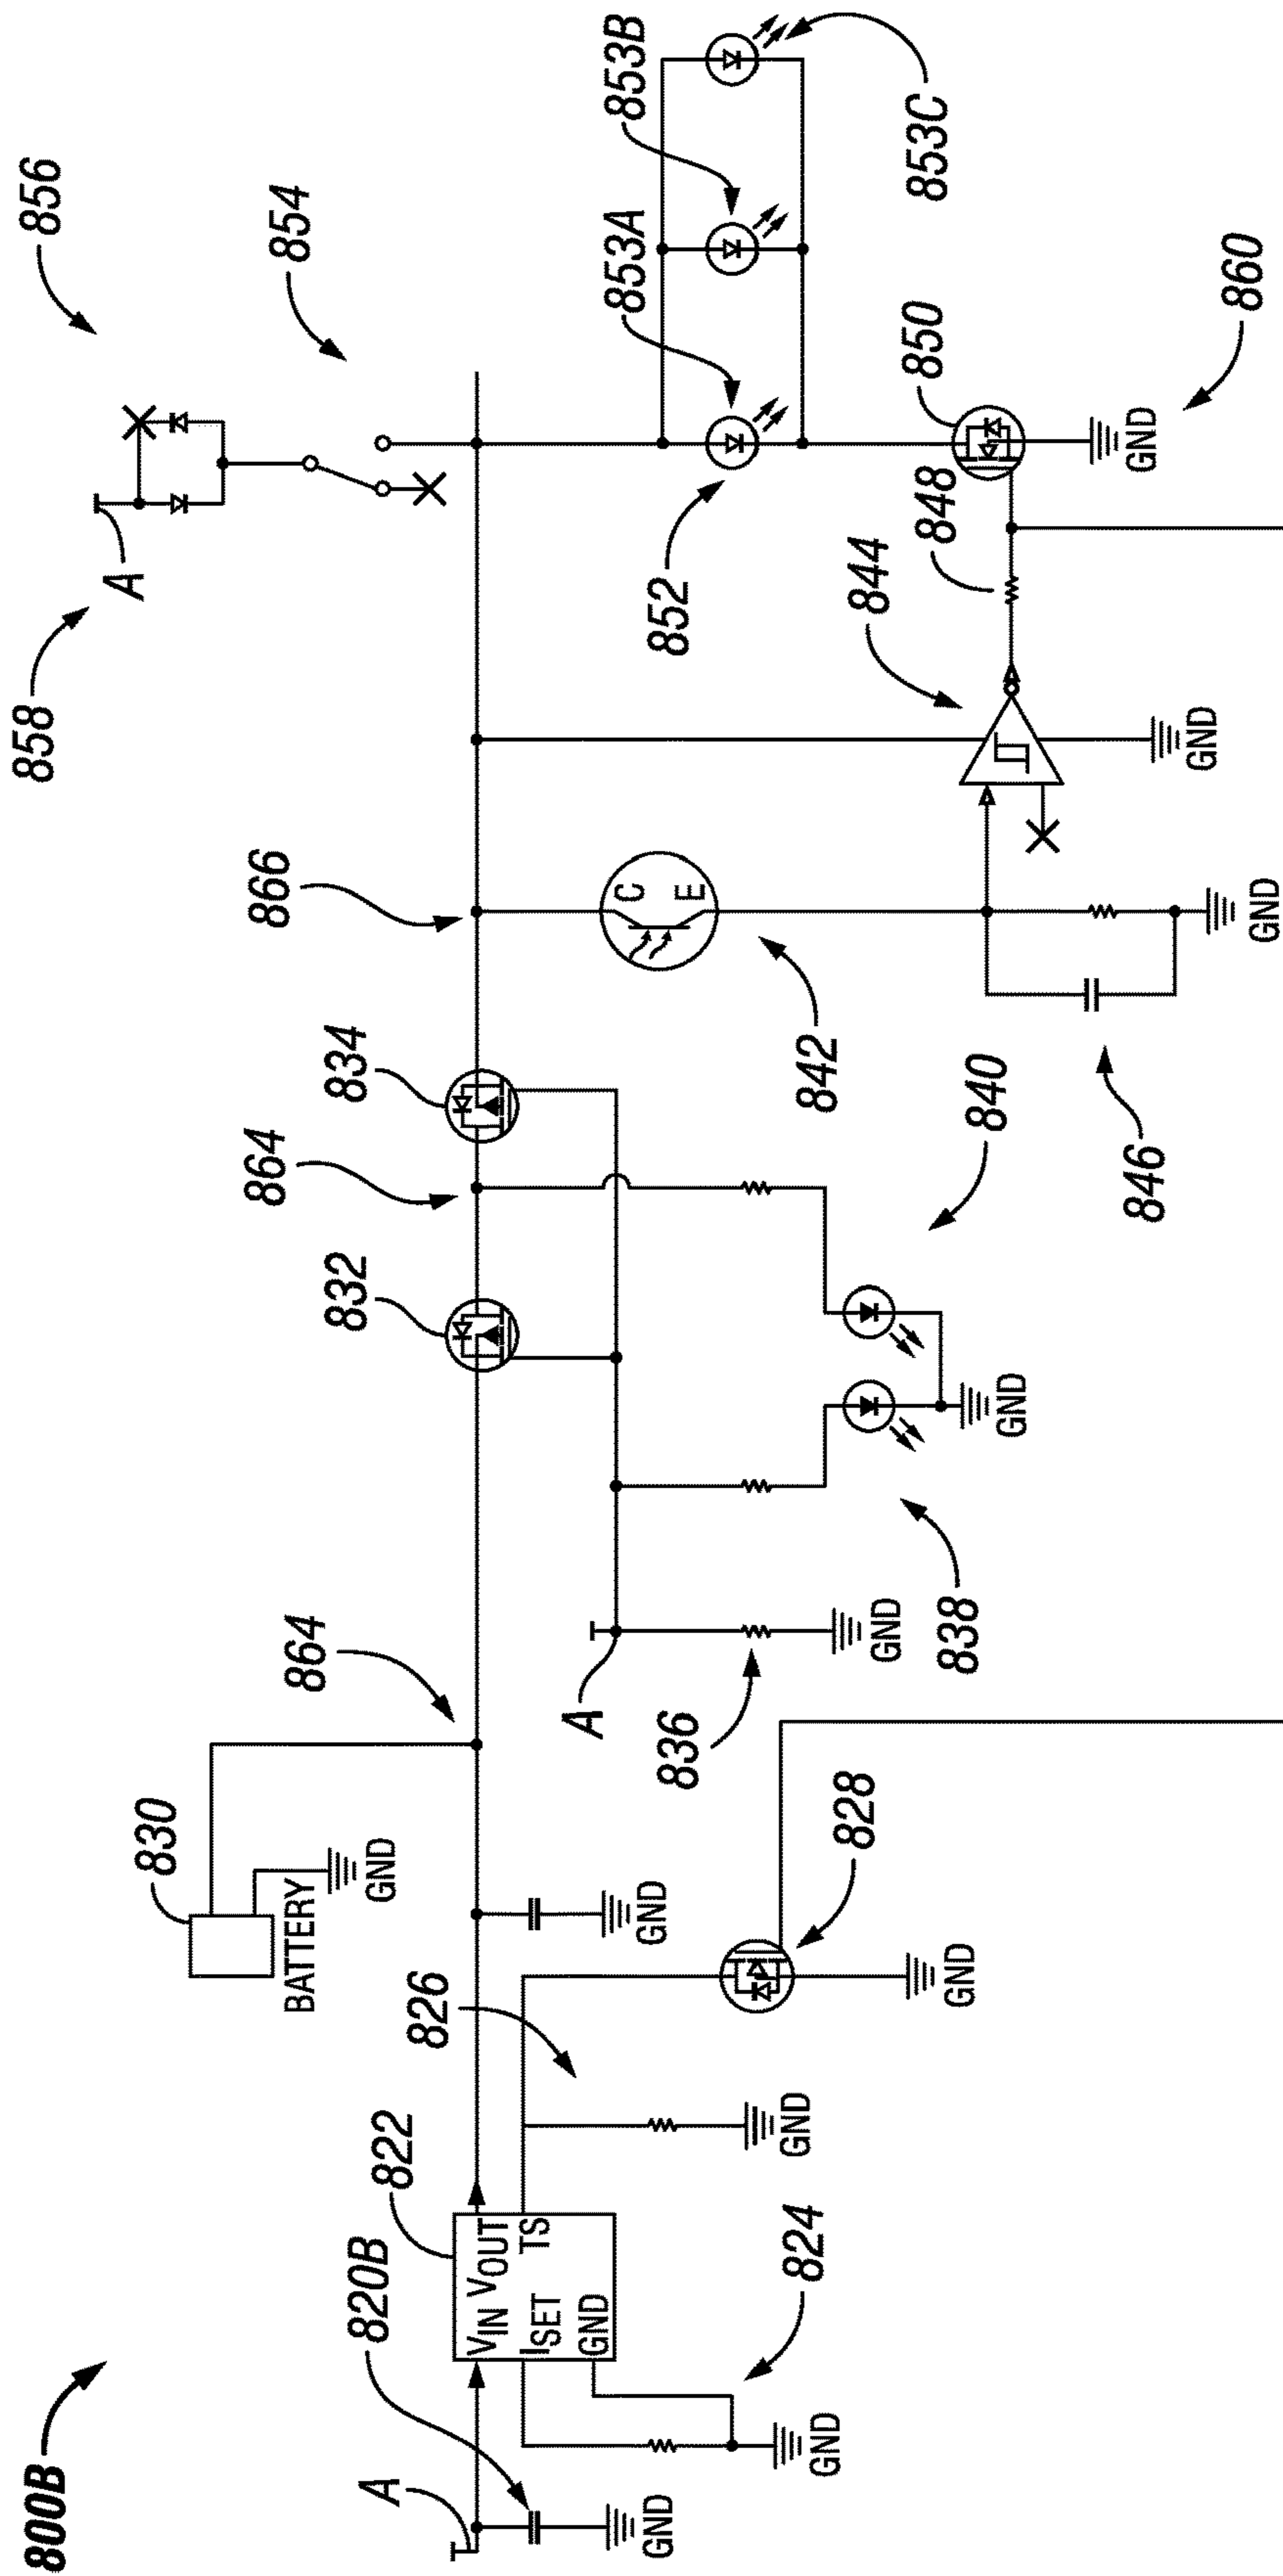 800B
856
858
A
854
866
834
864
832
864
830
BATTERY
GND
853A
853B
853C
852
850
848
844
860
GND
GND
842
C
E
846
GND
840
838
GND
A
836
GND
828
GND
826
GND
GND
822
820B
A
VIN VOUT
ISET TS
GND
824
GND
GND